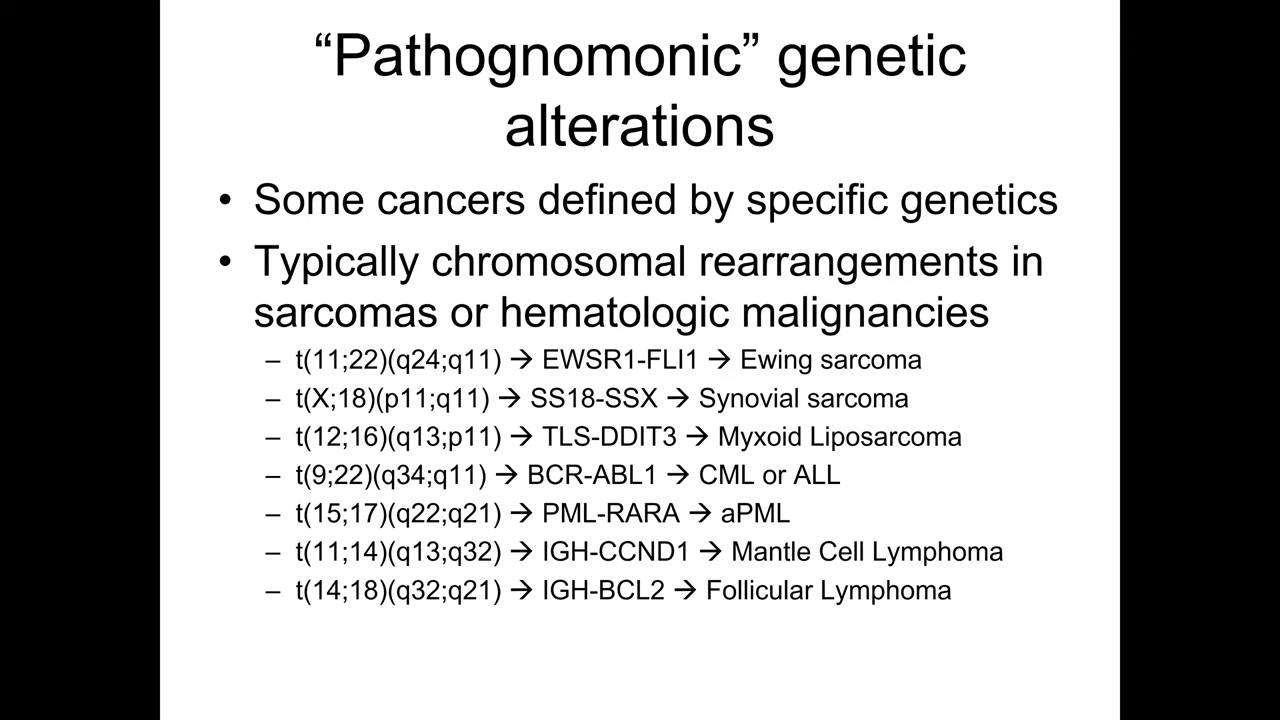 “Pathognomonic” genetic
alterations
• Some cancers defined by specific genetics
• Typically chromosomal rearrangements in
sarcomas or hematologic malignancies
– t(11;22)(q24;q11) → EWSR1-FLI1 → Ewing sarcoma
– t(X;18)(p11;q11) → SS18-SSX → Synovial sarcoma
– t(12;16)(q13;p11) → TLS-DDIT3 → Myxoid Liposarcoma
– t(9;22)(q34;q11) → BCR-ABL1 → CML or ALL
– t(15;17)(q22;q21) → PML-RARA → aPML
– t(11;14)(q13;q32) → IGH-CCND1 → Mantle Cell Lymphoma
– t(14;18)(q32;q21) → IGH-BCL2 → Follicular Lymphoma